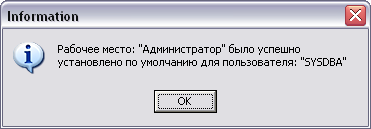 Information
Рабочее место: "Администратор" было успешно
установлено по умолчанию для пользователя: "SYSDBA"
OK